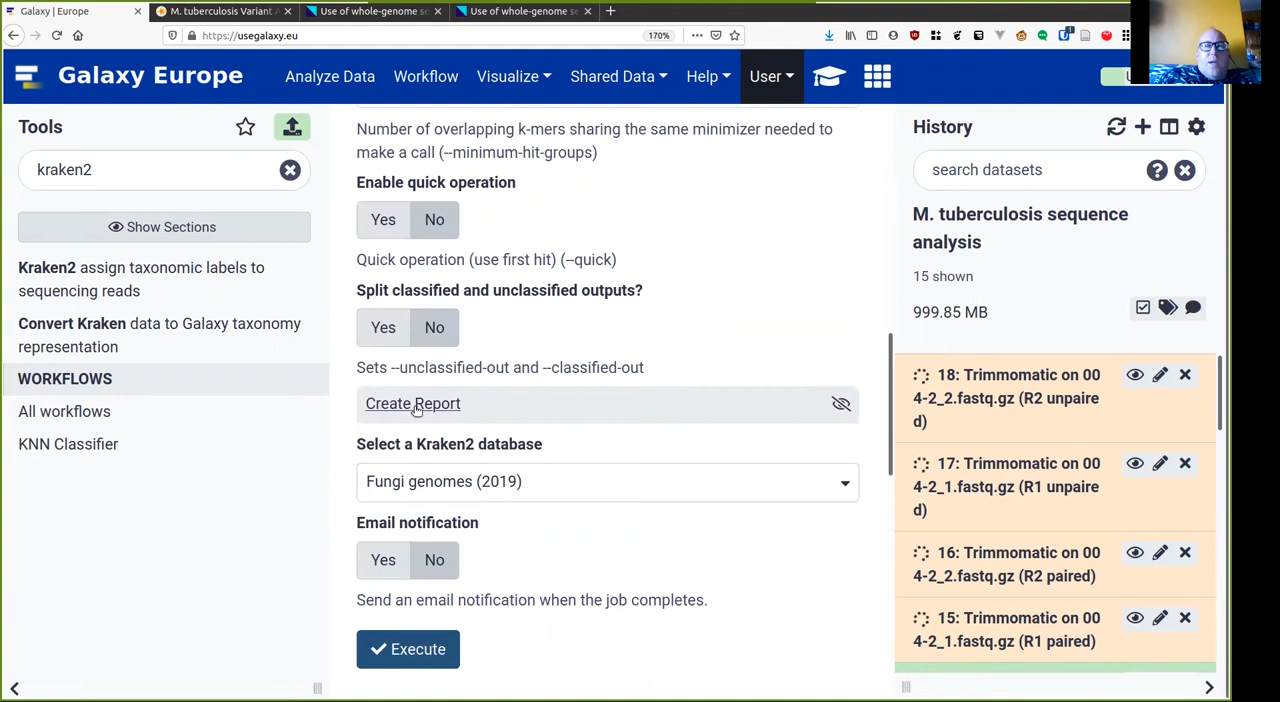 Galaxy | Europe
M. tuberculosis Variant
Use of whole-genome se
Use of whole-genome se
https://usegalaxy.eu
170%
Galaxy Europe
Analyze Data
Workflow
Visualize
Shared Data
Help
User
Tools
kraken2
Show Sections
Kraken2 assign taxonomic labels to
sequencing reads
Convert Kraken data to Galaxy taxonomy
representation
WORKFLOWS
All workflows
KNN Classifier
Number of overlapping k-mers sharing the same minimizer needed to
make a call (--minimum-hit-groups)
Enable quick operation
Yes No
Quick operation (use first hit) (--quick)
Split classified and unclassified outputs?
Yes No
Sets --unclassified-out and --classified-out
Create Report
Select a Kraken2 database
Fungi genomes (2019)
Email notification
Yes No
Send an email notification when the job completes.
Execute
History
search datasets
M. tuberculosis sequence
analysis
15 shown
999.85 MB
18: Trimmomatic on 00
4-2_2.fastq.gz (R2 unpaire
d)
17: Trimmomatic on 00
4-2_1.fastq.gz (R1 unpaire
d)
16: Trimmomatic on 00
4-2_2.fastq.gz (R2 paired)
15: Trimmomatic on 00
4-2_1.fastq.gz (R1 paired)